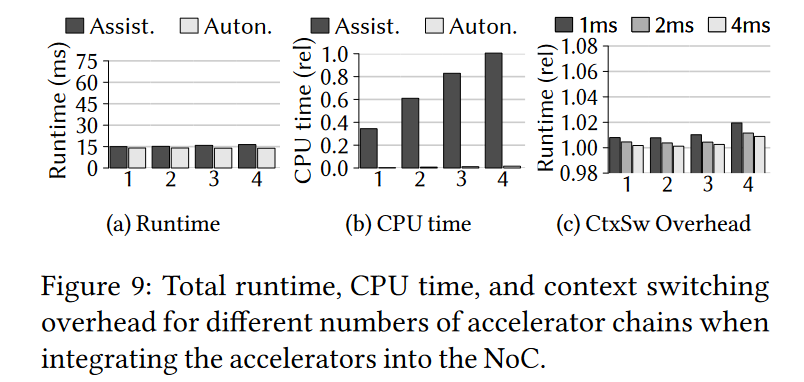 Assist. Auton.
Runtime (ms)
75
60
45
30
15
0
1 2 3 4
(a) Runtime
Assist. Auton.
CPU time (rel)
1.0
0.8
0.6
0.4
0.2
0.0
1 2 3 4
(b) CPU time
1ms 2ms 4ms
Runtime (rel)
1.08
1.06
1.04
1.02
1.00
0.98
1 2 3 4
(c) CtxSw Overhead
Figure 9: Total runtime, CPU time, and context switching
overhead for different numbers of accelerator chains when
integrating the accelerators into the NoC.